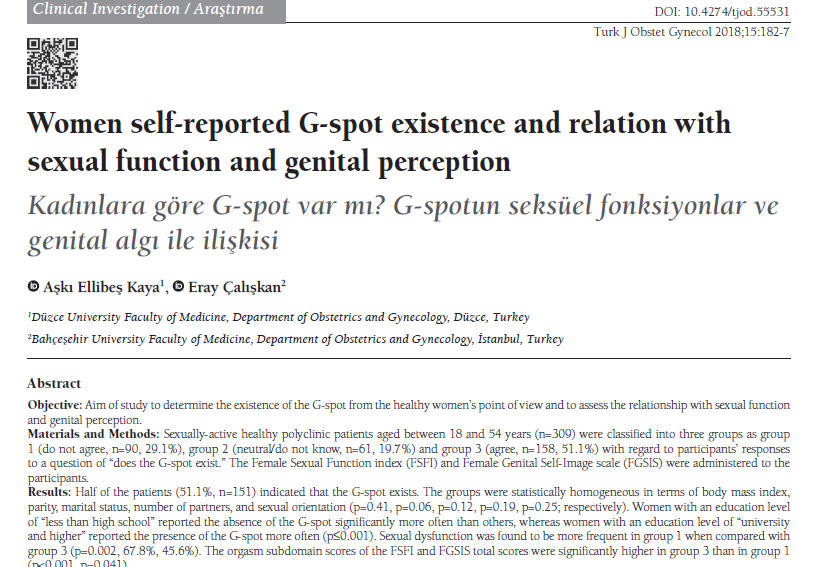 Clinical Investigation / Araştırma
DOI: 10.4274/tjod.55531
Turk J Obstet Gynecol 2018;15:182-7
Women self-reported G-spot existence and relation with
sexual function and genital perception
Kadınlara göre G-spot var mı? G-spotun seksüel fonksiyonlar ve
genital algı ile ilişkisi
iD Aşkı Ellibeş Kaya1, iD Eray Çalışkan2
1Düzce University Faculty of Medicine, Department of Obstetrics and Gynecology, Düzce, Turkey
2Bahçeşehir University Faculty of Medicine, Department of Obstetrics and Gynecology, İstanbul, Turkey
Abstract
Objective: Aim of study to determine the existence of the G-spot from the healthy women's point of view and to assess the relationship with sexual function
and genital perception.
Materials and Methods: Sexually-active healthy polyclinic patients aged between 18 and 54 years (n=309) were classified into three groups as group
1 (do not agree, n=90, 29.1%), group 2 (neutral/do not know, n=61, 19.7%) and group 3 (agree, n=158, 51.1%) with regard to participants' responses
to a question of “does the G-spot exist.” The Female Sexual Function index (FSFI) and Female Genital Self-Image scale (FGSIS) were administered to the
participants.
Results: Half of the patients (51.1%, n=151) indicated that the G-spot exists. The groups were statistically homogeneous in terms of body mass index,
parity, marital status, number of partners, and sexual orientation (p=0.41, p=0.06, p=0.12, p=0.19, p=0.25; respectively). Women with an education level
of “less than high school” reported the absence of the G-spot significantly more often than others, whereas women with an education level of “university
and higher” reported the presence of the G-spot more often (p≤0.001). Sexual dysfunction was found to be more frequent in group 1 when compared with
group 3 (p=0.002, 67.8%, 45.6%). The orgasm subdomain scores of the FSFI and FGSIS total scores were significantly higher in group 3 than in group 1
(p<0.001, p=0.041)